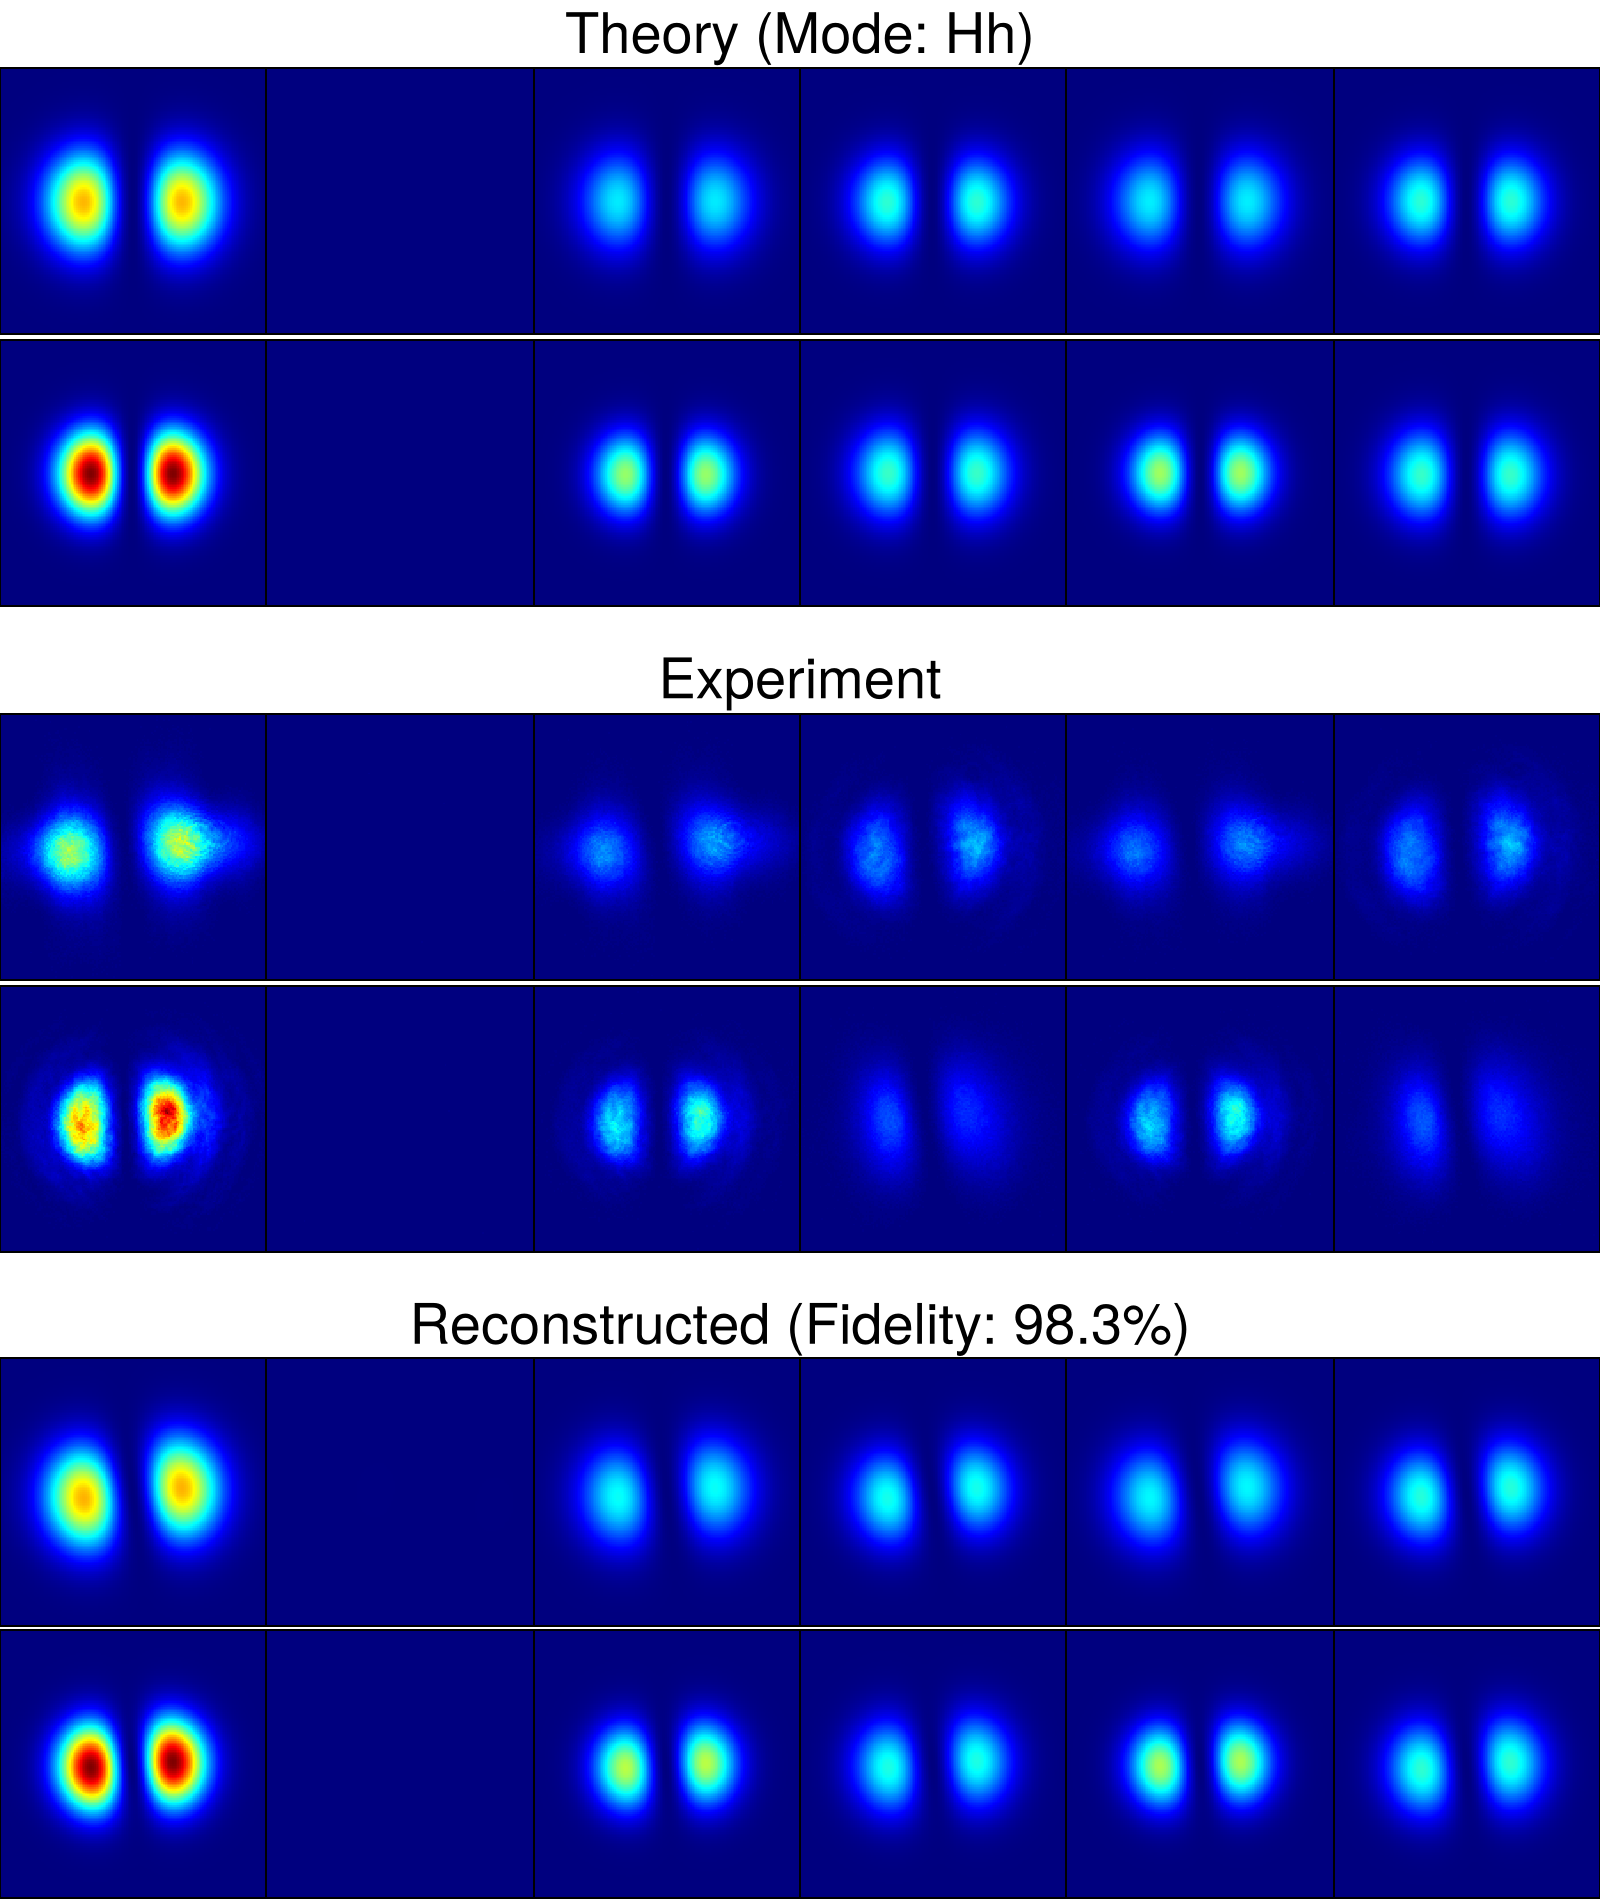 Theory (Mode: Hh)
Experiment
Reconstructed (Fidelity: 98.3%)